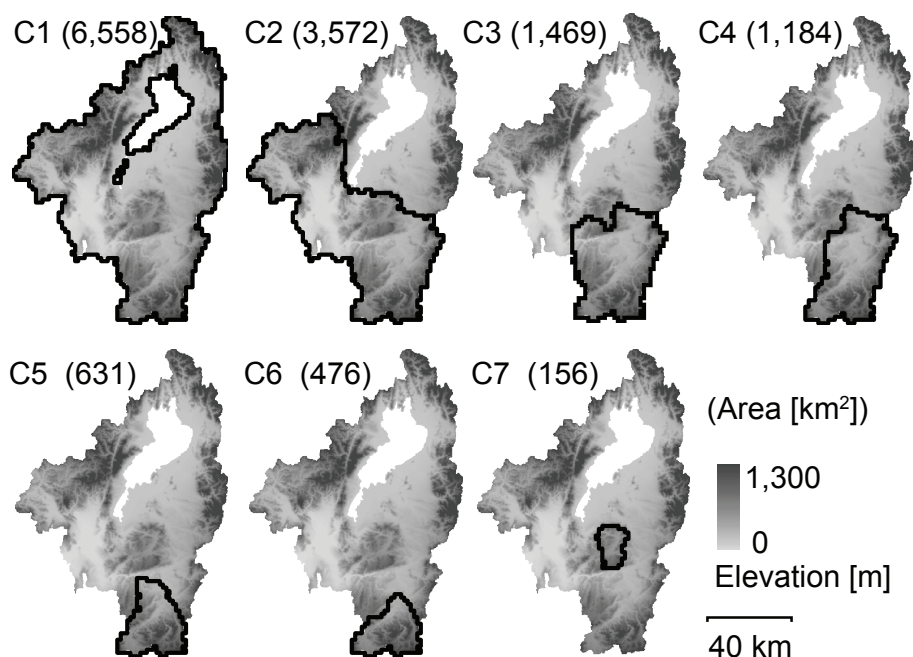 C1 (6,558)
C2 (3,572)
C3 (1,469)
C4 (1,184)
C5 (631)
C6 (476)
C7 (156)
(Area [km²])
1,300
0
Elevation [m]
40 km